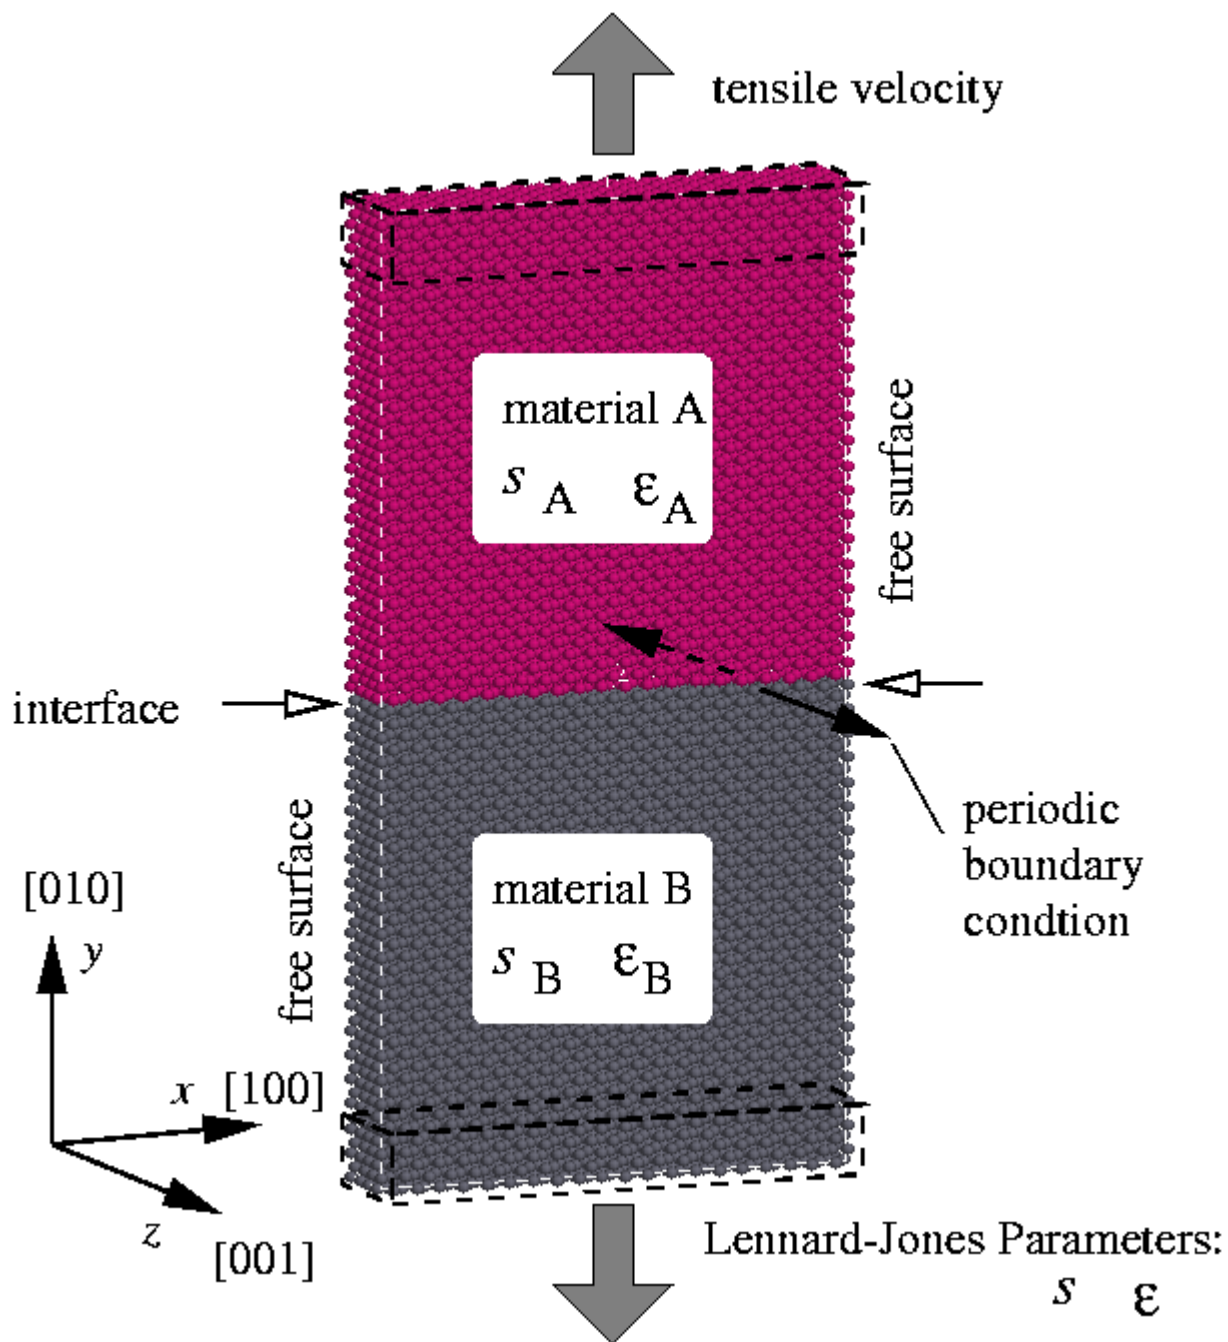 tensile velocity
material A
s A ε A
free surface
interface
periodic
boundary
condtion
free surface
material B
s B ε B
[010]
y
x [100]
z
[001]
Lennard-Jones Parameters:
s ε